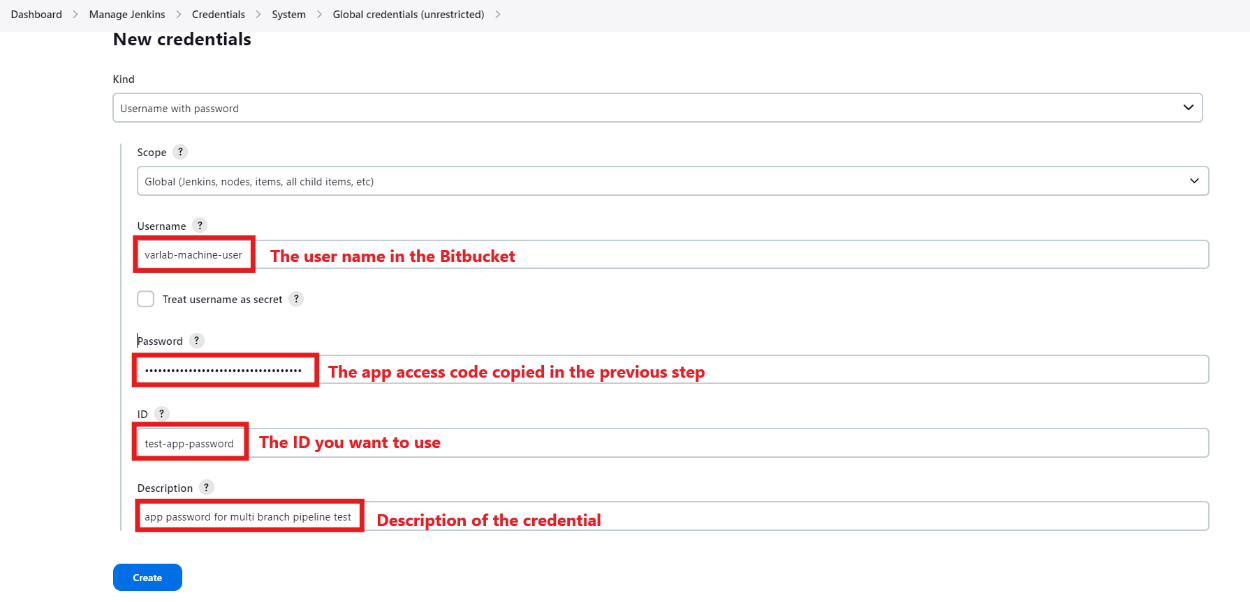 Dashboard > Manage Jenkins > Credentials > System > Global credentials (unrestricted) >
New credentials
Kind
Username with password
Scope ?
Global (Jenkins, nodes, items, all child items, etc)
Username ?
varlab-machine-user The user name in the Bitbucket
Treat username as secret ?
Password ?
•••••••••••••••••••••••••••••••••••• The app access code copied in the previous step
ID ?
test-app-password The ID you want to use
Description ?
app password for multi branch pipeline test Description of the credential
Create